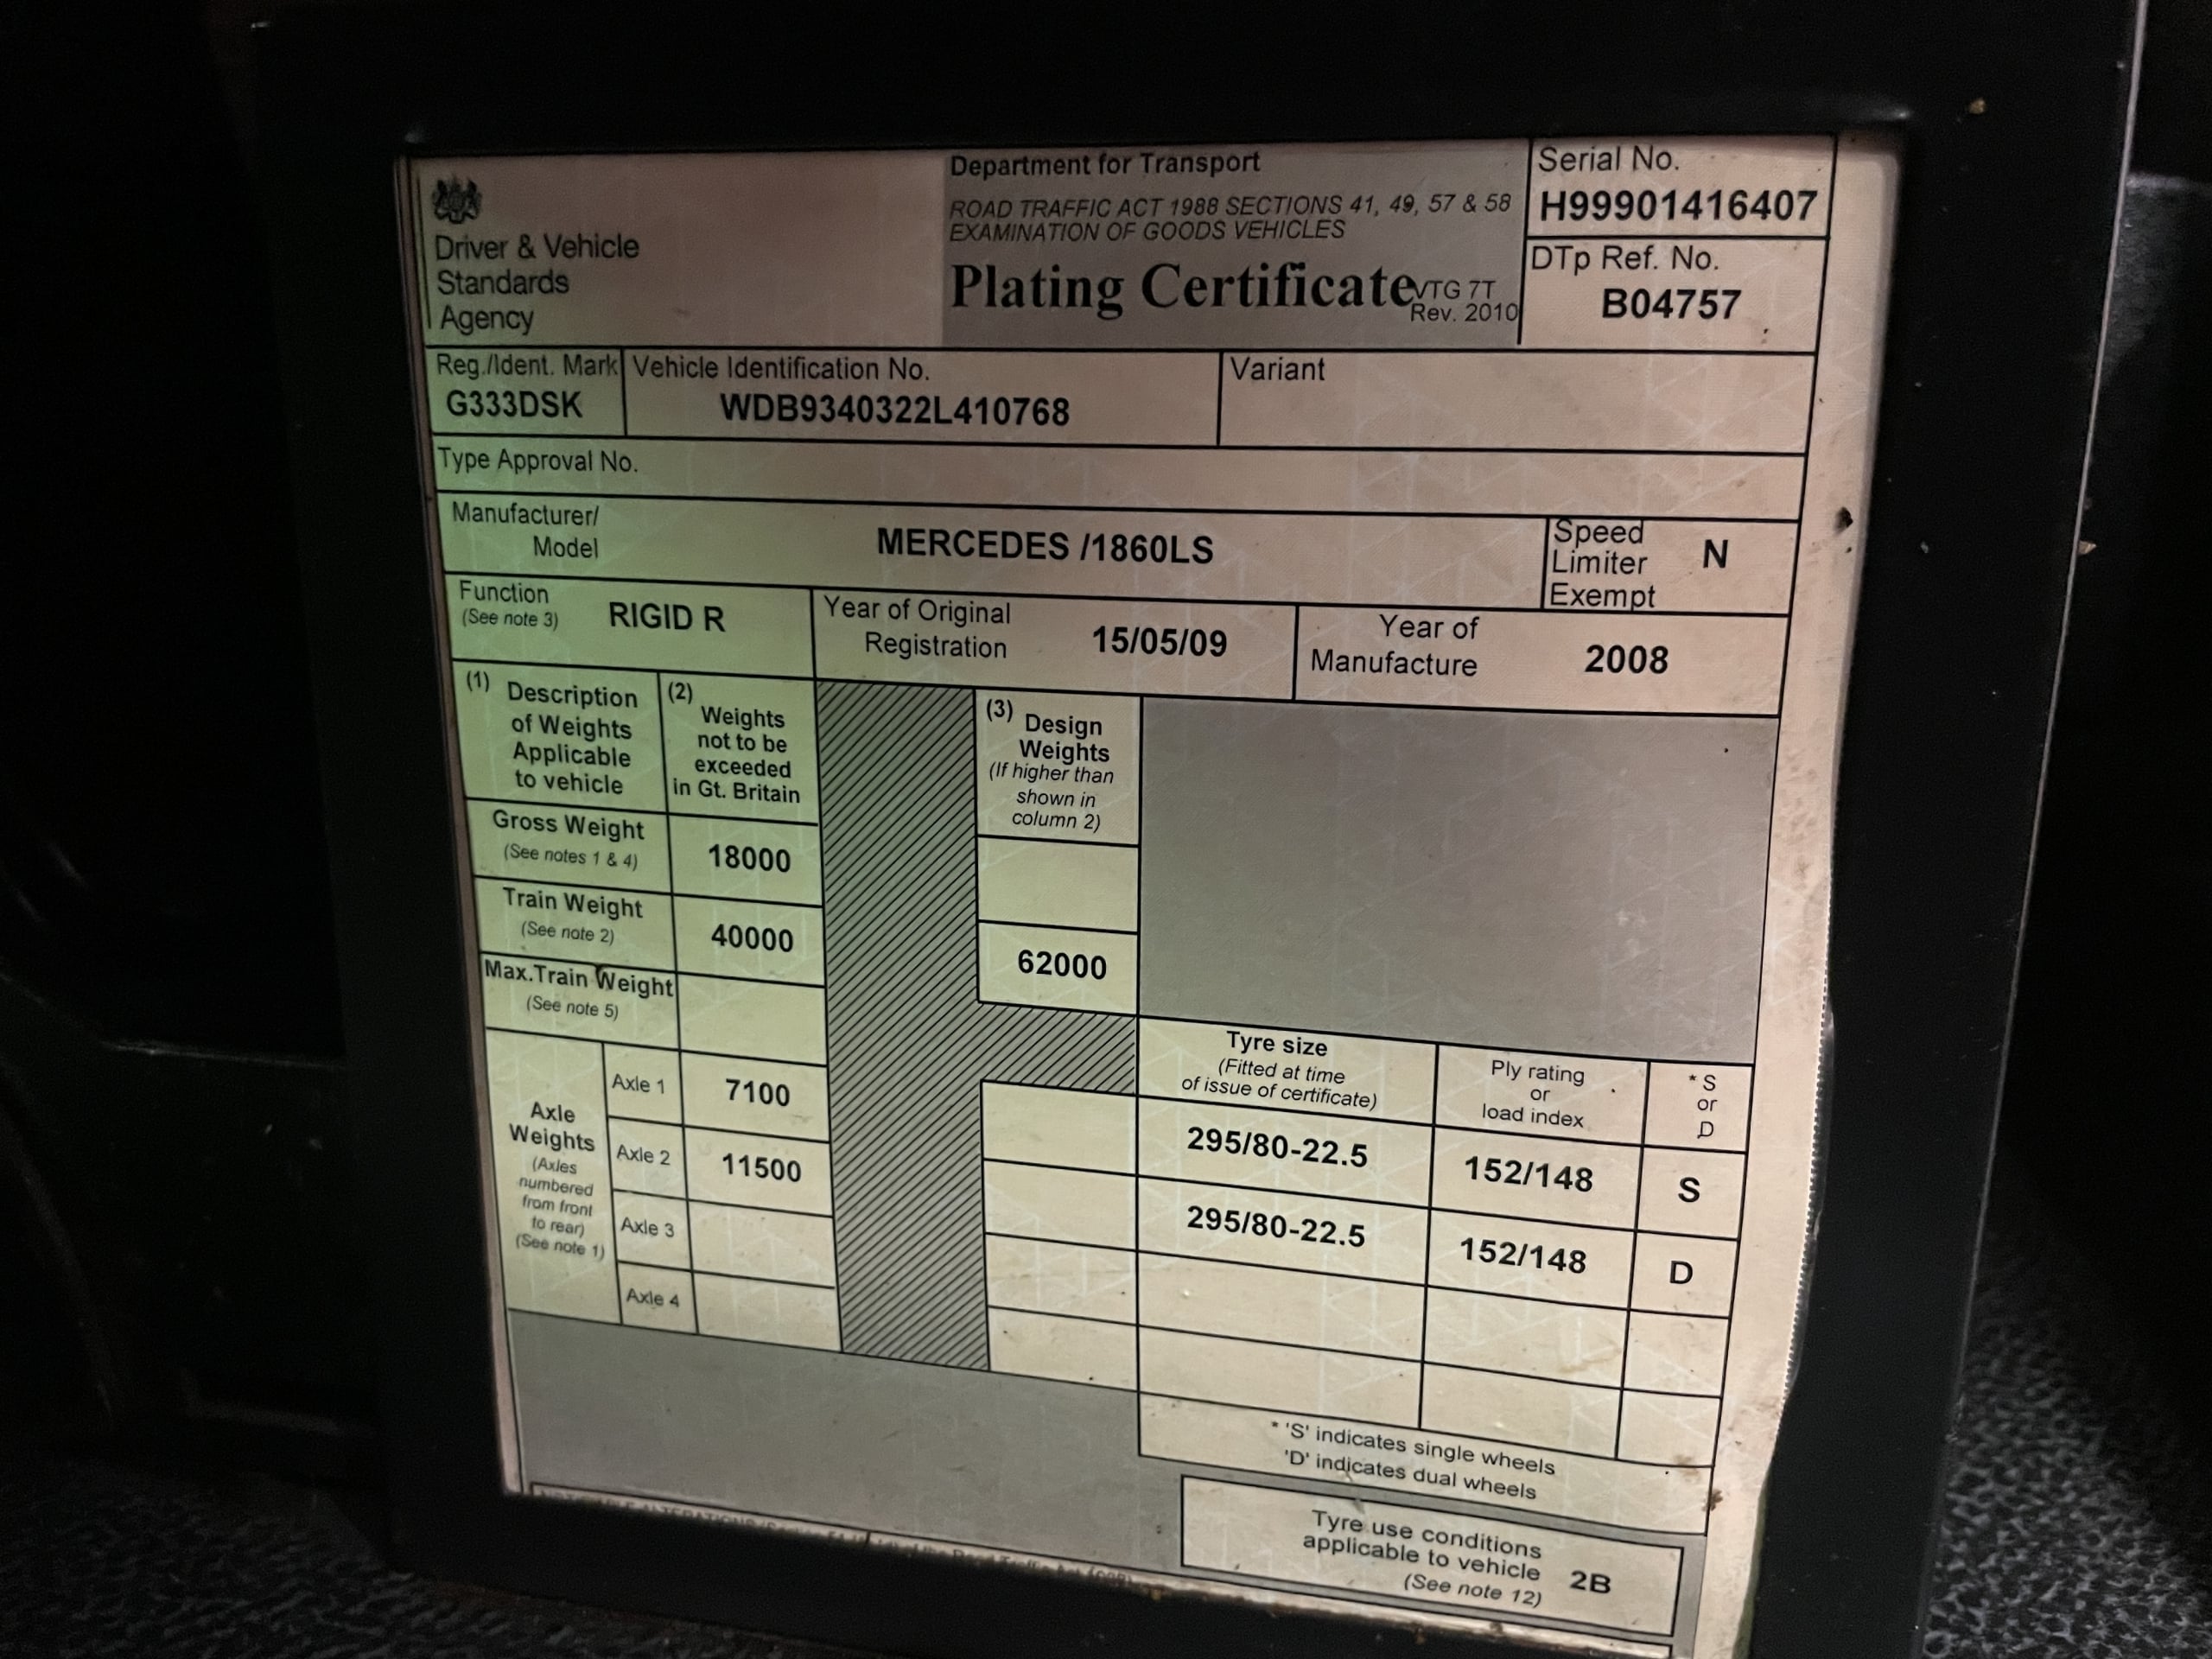 Driver & Vehicle
Standards
Agency
Department for Transport
ROAD TRAFFIC ACT 1988 SECTIONS 41, 49, 57 & 58
EXAMINATION OF GOODS VEHICLES
Plating Certificate VTG 7T
Rev. 2010
Serial No.
H99901416407
DTp Ref. No.
B04757
Reg./Ident. Mark
G333DSK
Vehicle Identification No.
WDB9340322L410768
Variant
Type Approval No.
Manufacturer/
Model
MERCEDES /1860LS
Speed
Limiter
Exempt
N
Function
(See note 3)
RIGID R
Year of Original
Registration
15/05/09
Year of
Manufacture
2008
(1) Description
of Weights
Applicable
to vehicle
(2) Weights
not to be
exceeded
in Gt. Britain
(3) Design
Weights
(If higher than
shown in
column 2)
Gross Weight
(See notes 1 & 4)
18000
Train Weight
(See note 2)
40000
62000
Max.Train Weight
(See note 5)
Tyre size
(Fitted at time
of issue of certificate)
Ply rating
or
load index
* S
or
D
Axle
Weights
(Axles
numbered
from front
to rear)
(See note 1)
Axle 1 7100 295/80-22.5 152/148 S
Axle 2 11500 295/80-22.5 152/148 D
Axle 3
Axle 4
* 'S' indicates single wheels
'D' indicates dual wheels
Tyre use conditions
applicable to vehicle
(See note 12)
2B